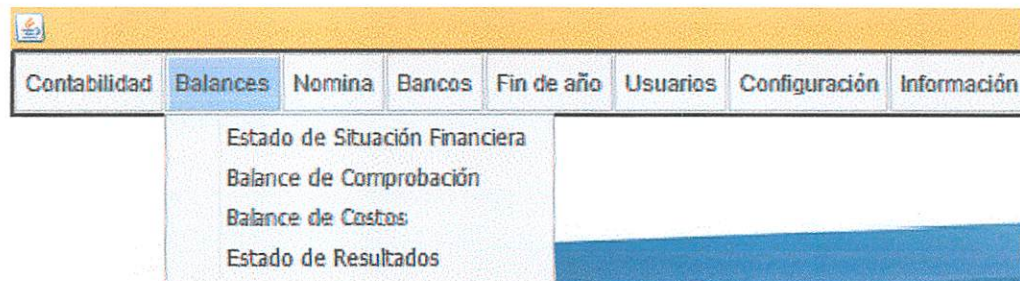 Contabilidad Balances Nomina Bancos Fin de año Usuarios Configuración Información
Estado de Situación Financiera
Balance de Comprobación
Balance de Costos
Estado de Resultados